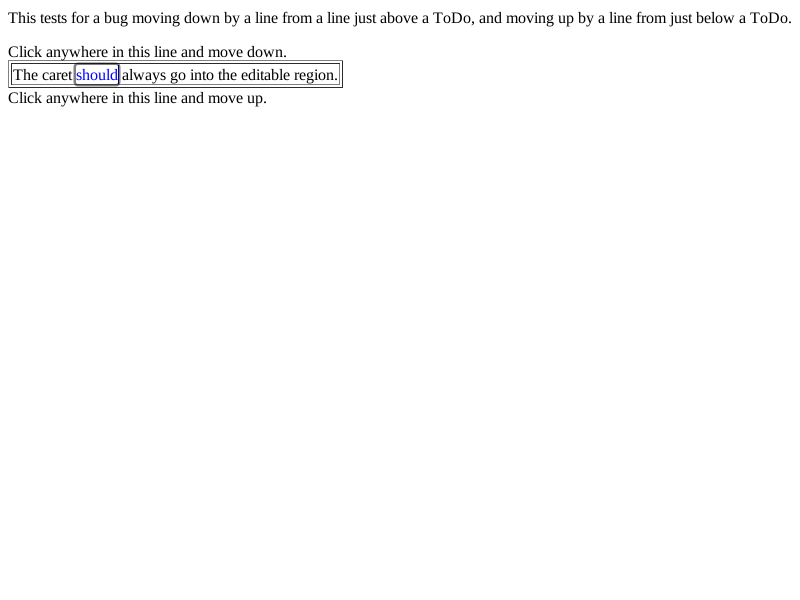 This tests for a bug moving down by a line from a line just above a ToDo, and moving up by a line from just below a ToDo.
Click anywhere in this line and move down.
The caret should always go into the editable region.
Click anywhere in this line and move up.